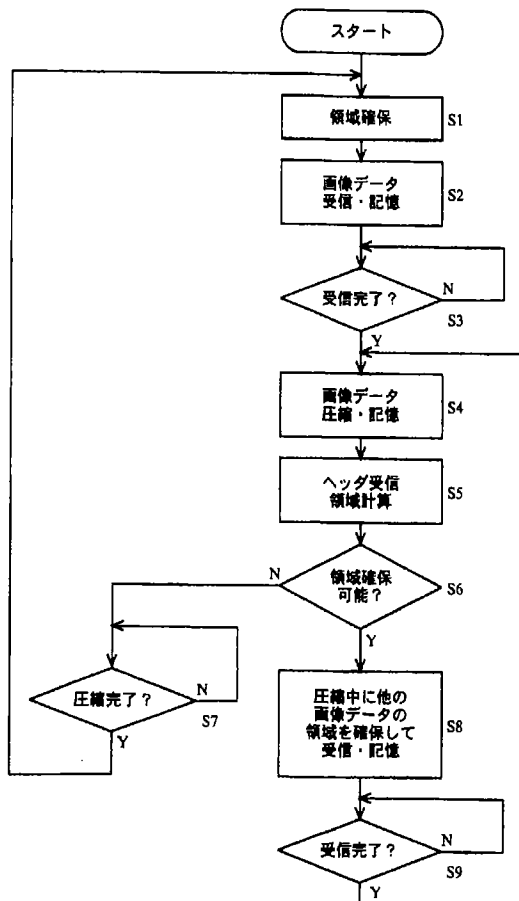 スタート
領域確保
S1
画像データ
受信・記憶
S2
受信完了？
N
S3
Y
画像データ
圧縮・記憶
S4
ヘッダ受信
領域計算
S5
領域確保
可能？
N
S6
Y
圧縮完了？
N
S7
Y
圧縮中に他の
画像データの
領域を確保して
受信・記憶
S8
受信完了？
N
S9
Y